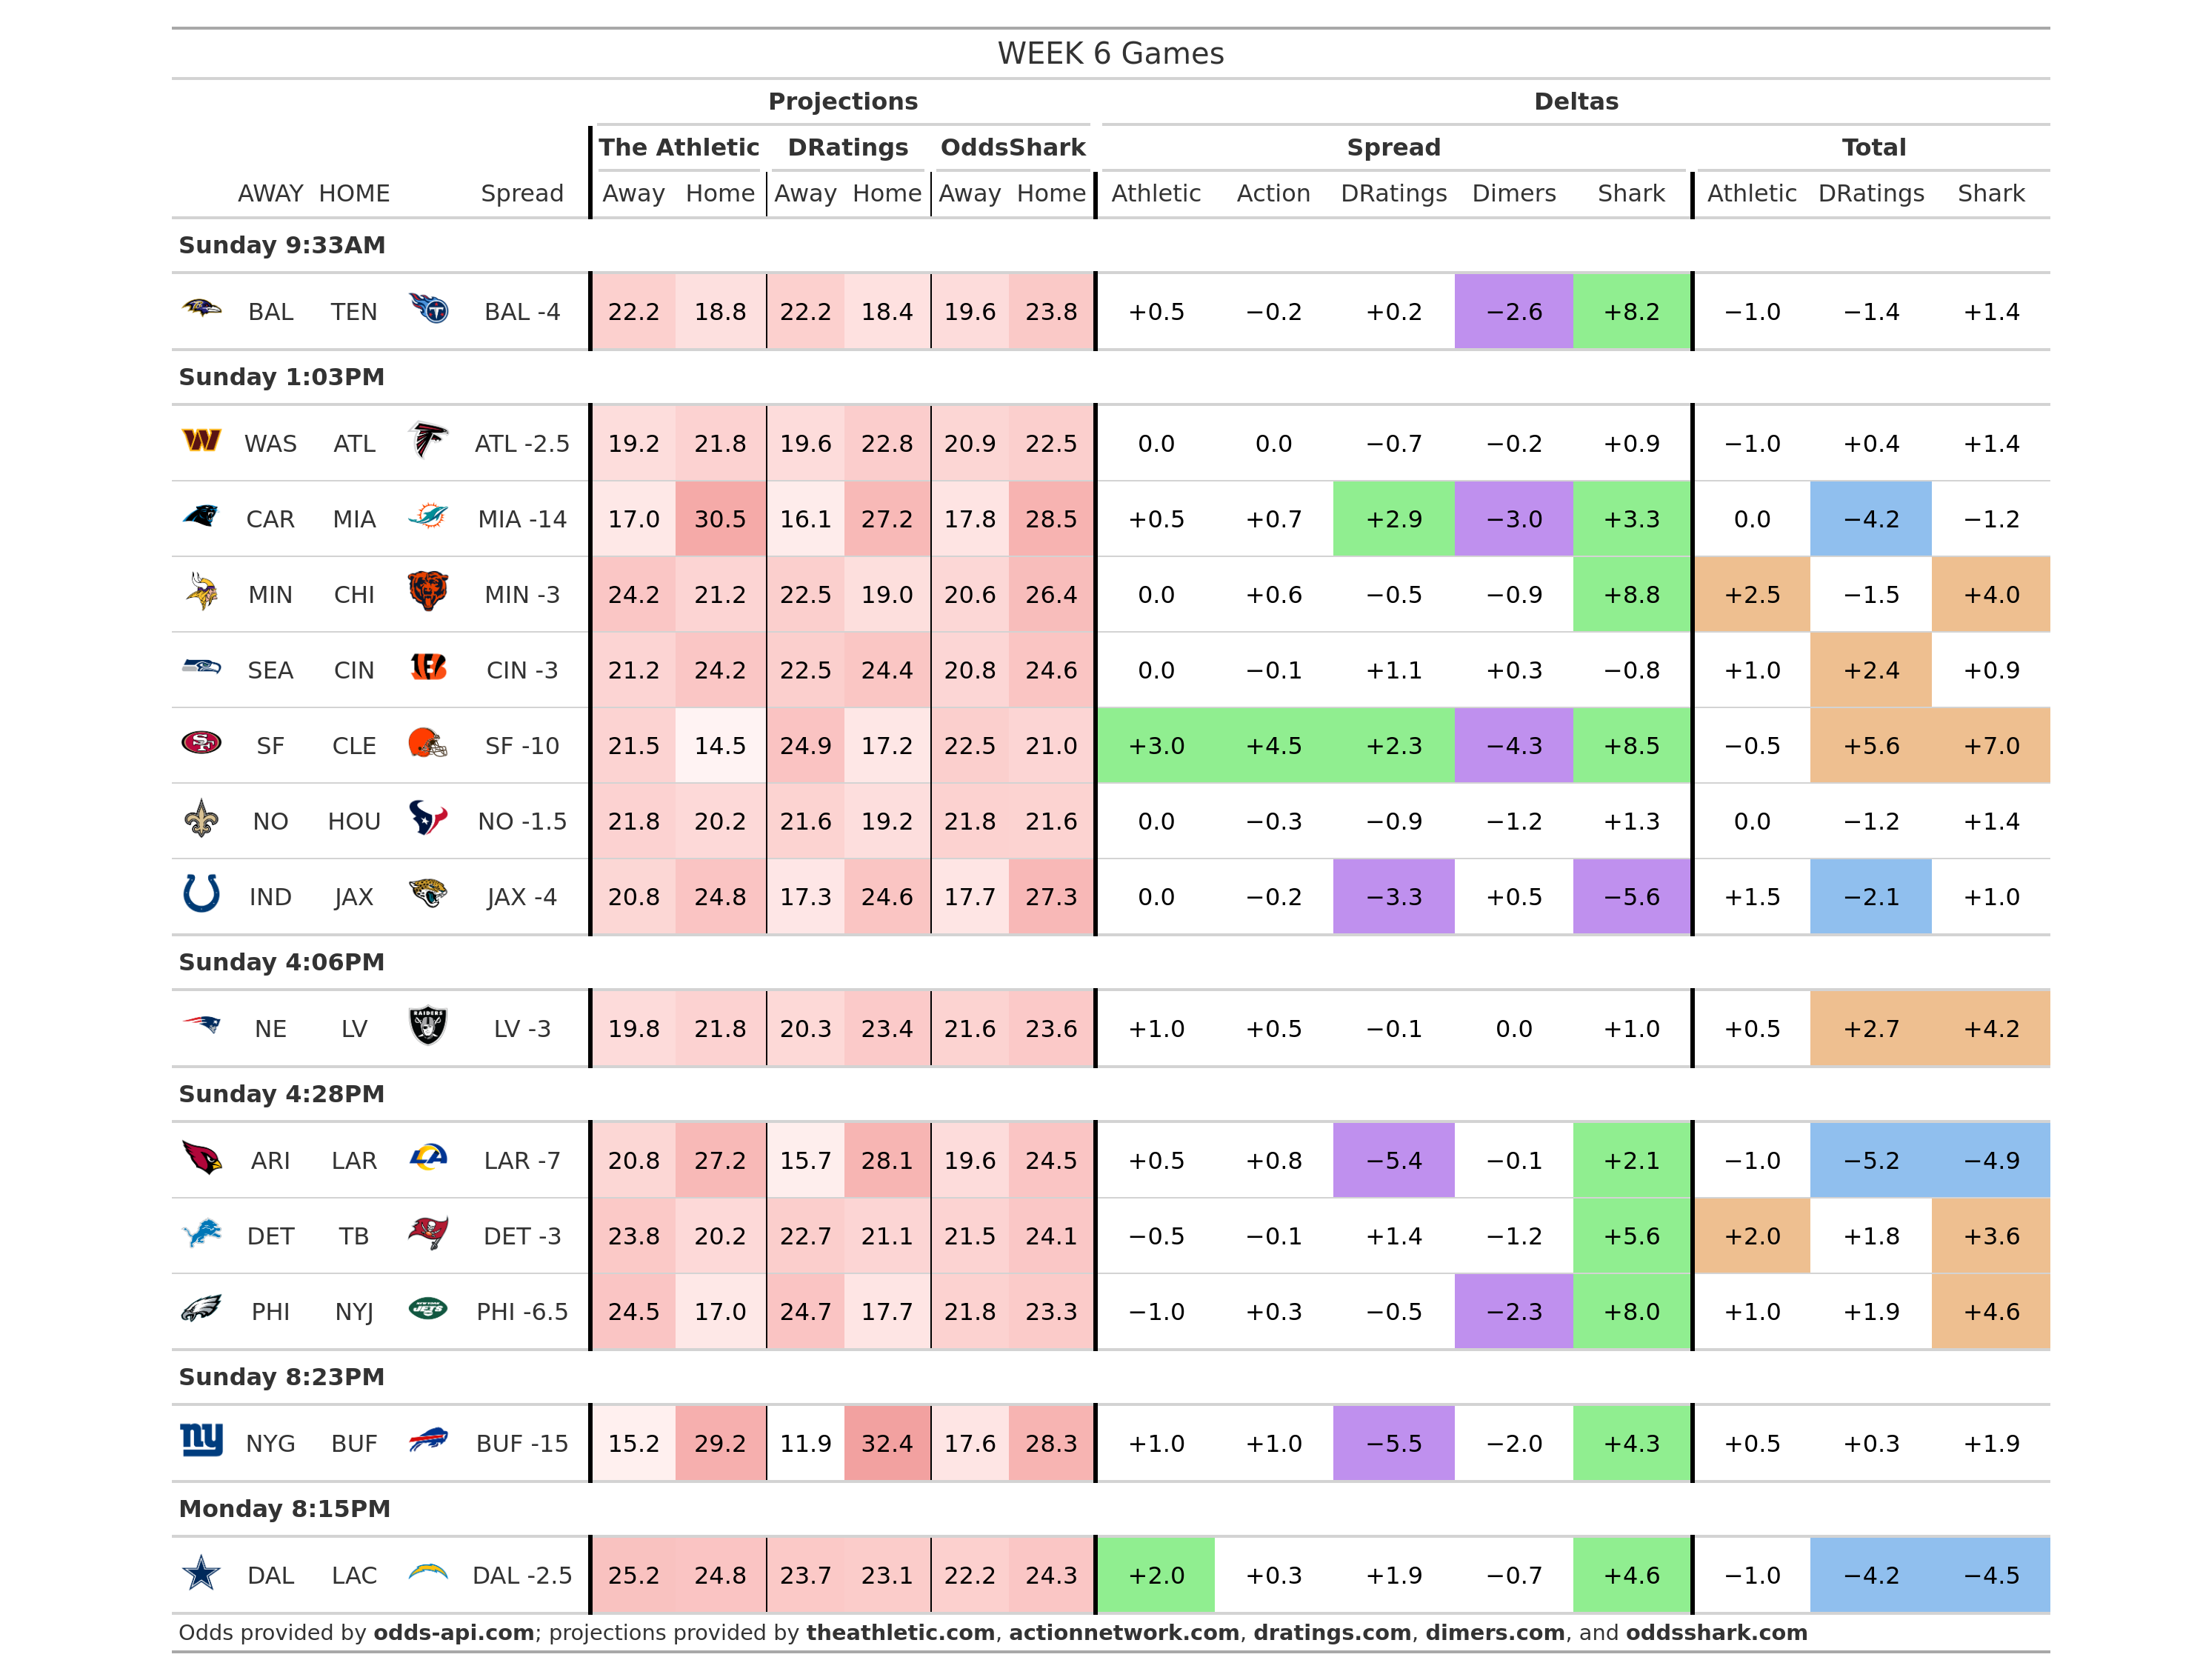 WEEK 6 Games
Projections Deltas
The Athletic DRatings OddsShark Spread Total
AWAY HOME Spread Away Home Away Home Away Home Athletic Action DRatings Dimers Shark Athletic DRatings Shark
Sunday 9:33AM
BAL TEN BAL -4 22.2 18.8 22.2 18.4 19.6 23.8 +0.5 −0.2 +0.2 −2.6 +8.2 −1.0 −1.4 +1.4
Sunday 1:03PM
WAS ATL ATL -2.5 19.2 21.8 19.6 22.8 20.9 22.5 0.0 0.0 −0.7 −0.2 +0.9 −1.0 +0.4 +1.4
CAR MIA MIA -14 17.0 30.5 16.1 27.2 17.8 28.5 +0.5 +0.7 +2.9 −3.0 +3.3 0.0 −4.2 −1.2
MIN CHI MIN -3 24.2 21.2 22.5 19.0 20.6 26.4 0.0 +0.6 −0.5 −0.9 +8.8 +2.5 −1.5 +4.0
SEA CIN CIN -3 21.2 24.2 22.5 24.4 20.8 24.6 0.0 −0.1 +1.1 +0.3 −0.8 +1.0 +2.4 +0.9
SF CLE SF -10 21.5 14.5 24.9 17.2 22.5 21.0 +3.0 +4.5 +2.3 −4.3 +8.5 −0.5 +5.6 +7.0
NO HOU NO -1.5 21.8 20.2 21.6 19.2 21.8 21.6 0.0 −0.3 −0.9 −1.2 +1.3 0.0 −1.2 +1.4
IND JAX JAX -4 20.8 24.8 17.3 24.6 17.7 27.3 0.0 −0.2 −3.3 +0.5 −5.6 +1.5 −2.1 +1.0
Sunday 4:06PM
RAIDERS
NE LV LV -3 19.8 21.8 20.3 23.4 21.6 23.6 +1.0 +0.5 −0.1 0.0 +1.0 +0.5 +2.7 +4.2
Sunday 4:28PM
ARI LAR LAR -7 20.8 27.2 15.7 28.1 19.6 24.5 +0.5 +0.8 −5.4 −0.1 +2.1 −1.0 −5.2 −4.9
DET TB DET -3 23.8 20.2 22.7 21.1 21.5 24.1 −0.5 −0.1 +1.4 −1.2 +5.6 +2.0 +1.8 +3.6
PHI NYJ JETS PHI -6.5 24.5 17.0 24.7 17.7 21.8 23.3 −1.0 +0.3 −0.5 −2.3 +8.0 +1.0 +1.9 +4.6
Sunday 8:23PM
ny NYG BUF BUF -15 15.2 29.2 11.9 32.4 17.6 28.3 +1.0 +1.0 −5.5 −2.0 +4.3 +0.5 +0.3 +1.9
Monday 8:15PM
DAL LAC DAL -2.5 25.2 24.8 23.7 23.1 22.2 24.3 +2.0 +0.3 +1.9 −0.7 +4.6 −1.0 −4.2 −4.5
Odds provided by odds-api.com; projections provided by theathletic.com, actionnetwork.com, dratings.com, dimers.com, and oddsshark.com